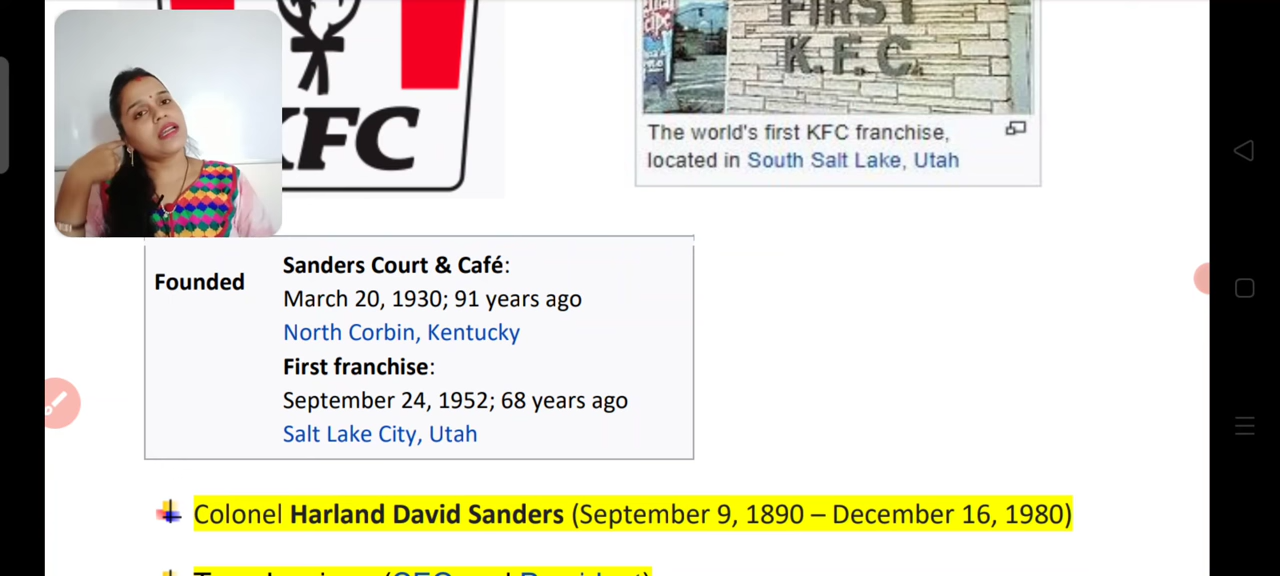 KFC
FIRST
K.F.C.
The world's first KFC franchise,
located in South Salt Lake, Utah
Founded
Sanders Court & Café:
March 20, 1930; 91 years ago
North Corbin, Kentucky
First franchise:
September 24, 1952; 68 years ago
Salt Lake City, Utah
Colonel Harland David Sanders (September 9, 1890 – December 16, 1980)